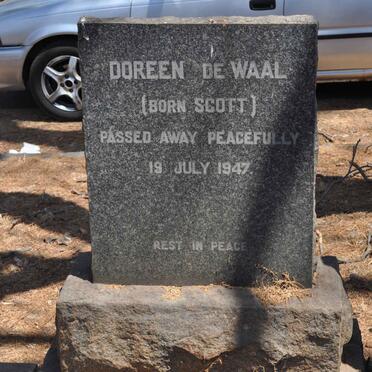 DOREEN DE WAAL
(BORN SCOTT)
PASSED AWAY PEACEFULLY
19 JULY 1947.
REST IN PEACE